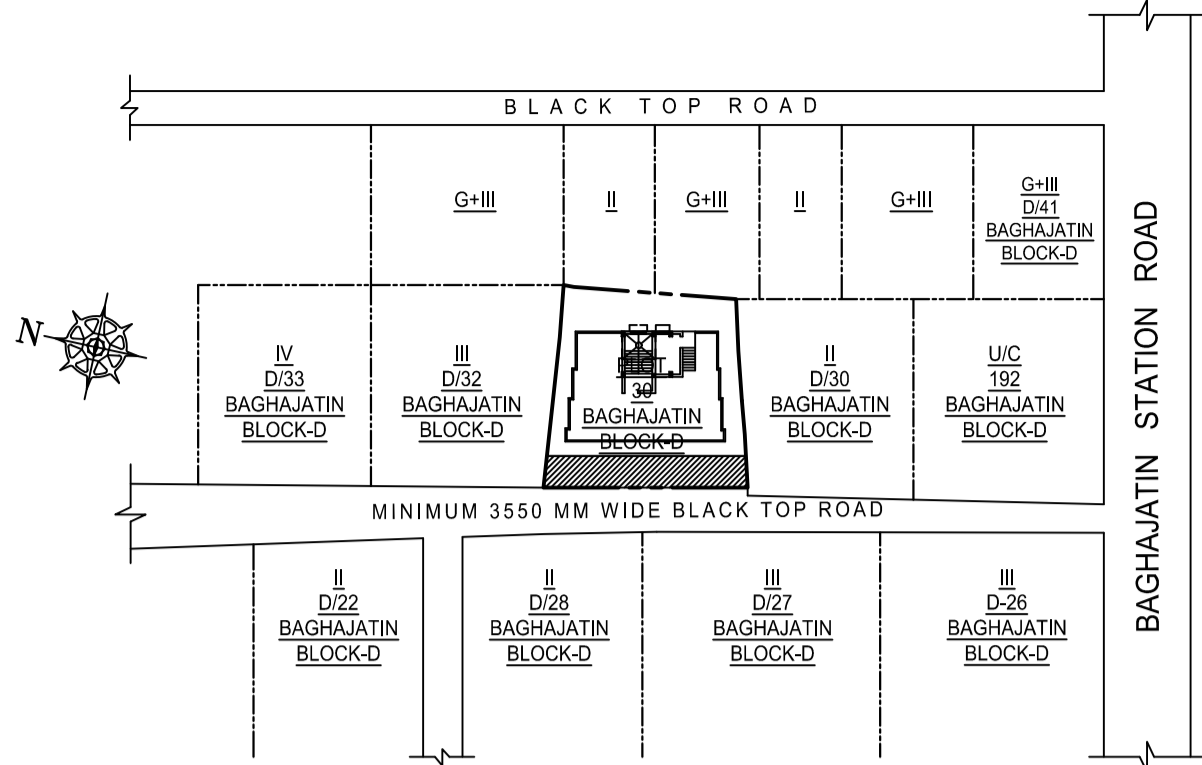 BLACK TOP ROAD
G+III
II
G+III
II
G+III
G+III
D/41
BAGHAJATIN
BLOCK-D
BAGHAJATIN STATION ROAD
N
IV
D/33
BAGHAJATIN
BLOCK-D
III
D/32
BAGHAJATIN
BLOCK-D
30
BAGHAJATIN
BLOCK-D
II
D/30
BAGHAJATIN
BLOCK-D
U/C
192
BAGHAJATIN
BLOCK-D
MINIMUM 3550 MM WIDE BLACK TOP ROAD
II
D/22
BAGHAJATIN
BLOCK-D
II
D/28
BAGHAJATIN
BLOCK-D
III
D/27
BAGHAJATIN
BLOCK-D
III
D-26
BAGHAJATIN
BLOCK-D